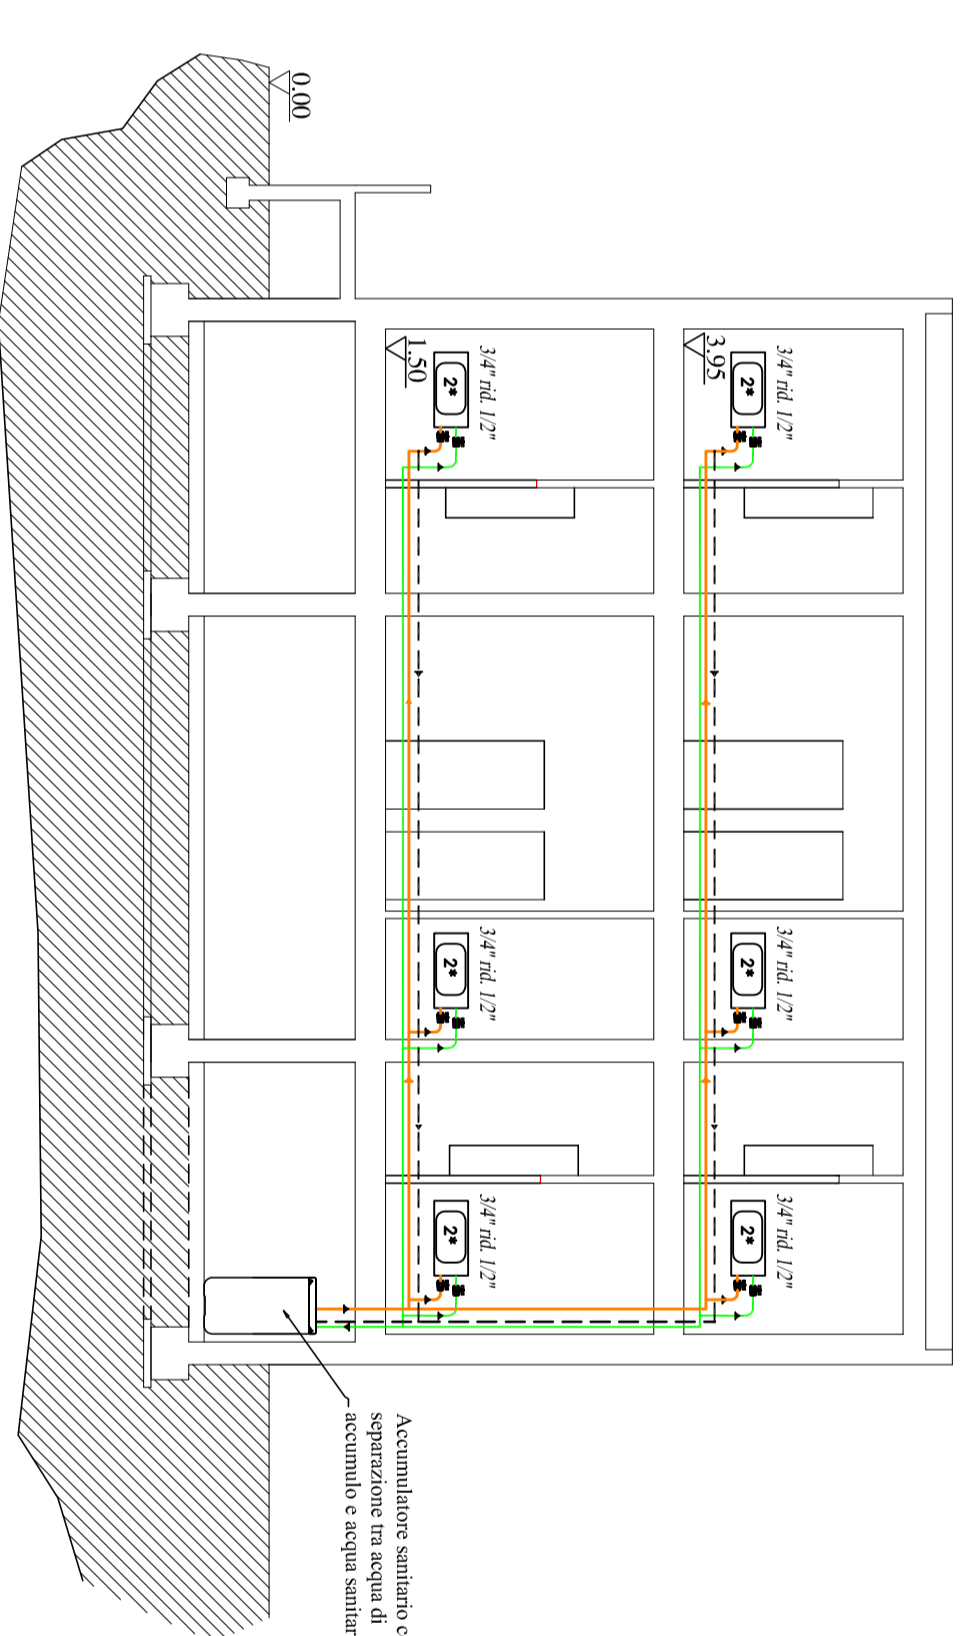 3/4" rid. 1/2"
2*
3.95
3/4" rid. 1/2"
2*
3/4" rid. 1/2"
2*
3/4" rid. 1/2"
2*
1.50
3/4" rid. 1/2"
2*
3/4" rid. 1/2"
2*
0.00
Accumulatore sanitario c
separazione tra acqua di
accumulo e acqua sanitar